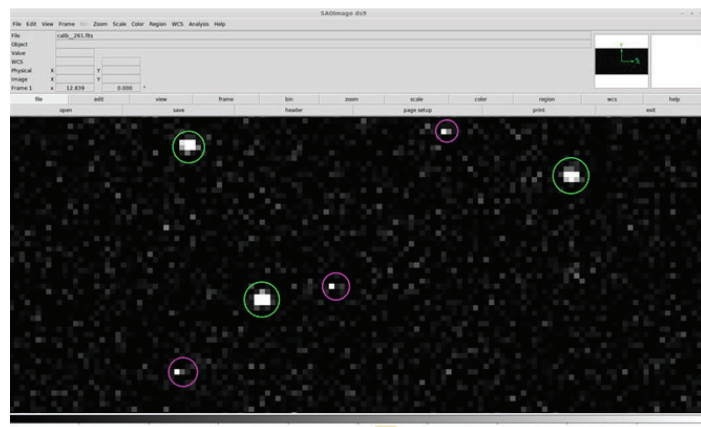 SAOImage ds9
File Edit View Frame Bin Zoom Scale Color Region WCS Analysis Help
File calib_261.fits
Object
Value
WCS
Physical X Y
Image X Y
Frame 1 x 12.839 0.000 °
file edit view frame bin zoom scale color region wcs help
open save header page setup print exit